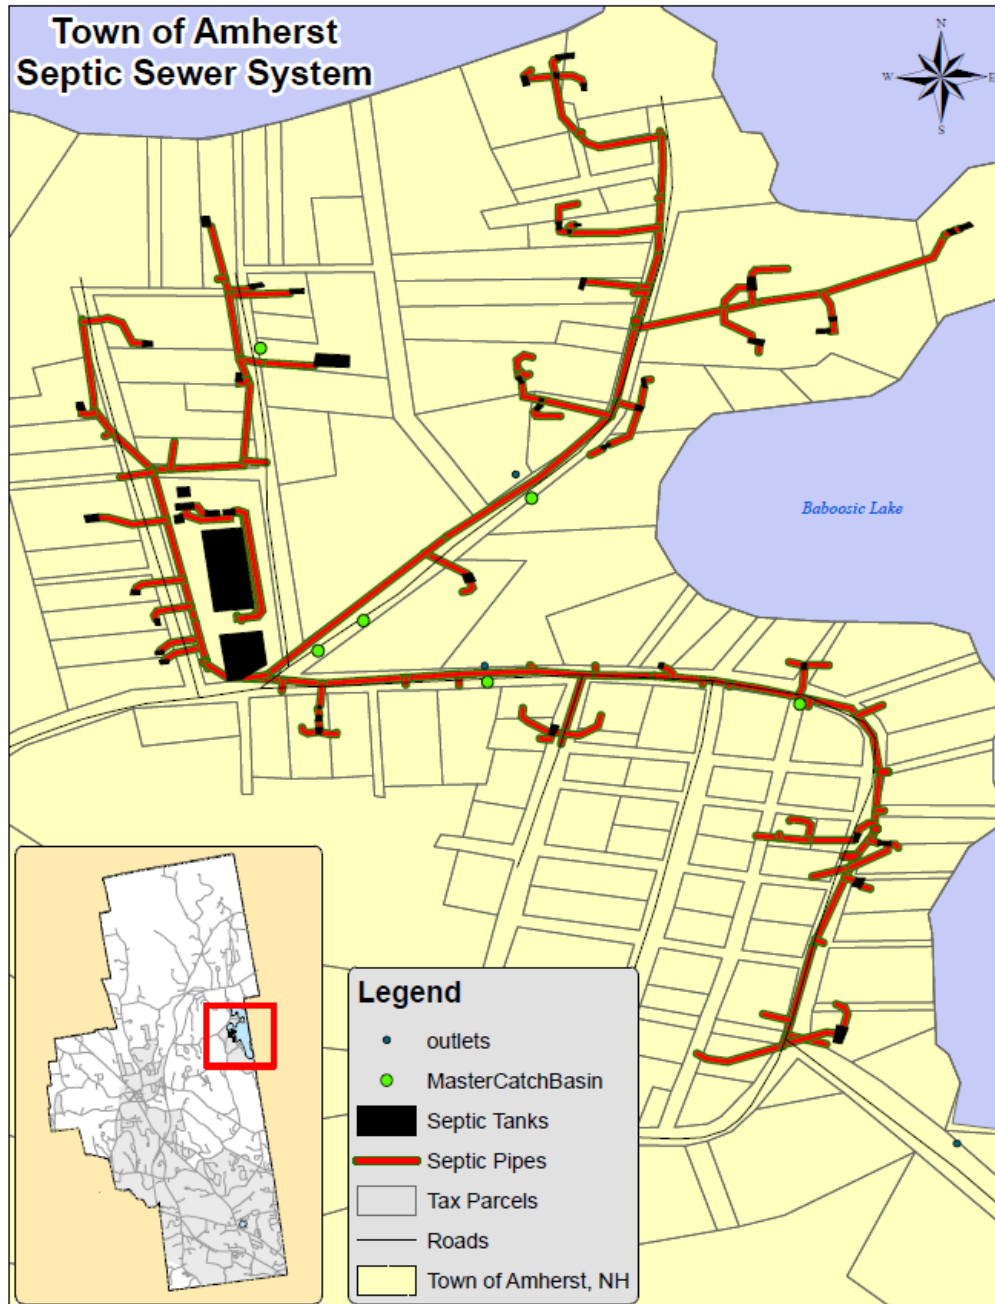 Town of Amherst
Septic Sewer System
N
W
E
S
Baboosic Lake
Legend
outlets
MasterCatchBasin
Septic Tanks
Septic Pipes
Tax Parcels
Roads
Town of Amherst, NH